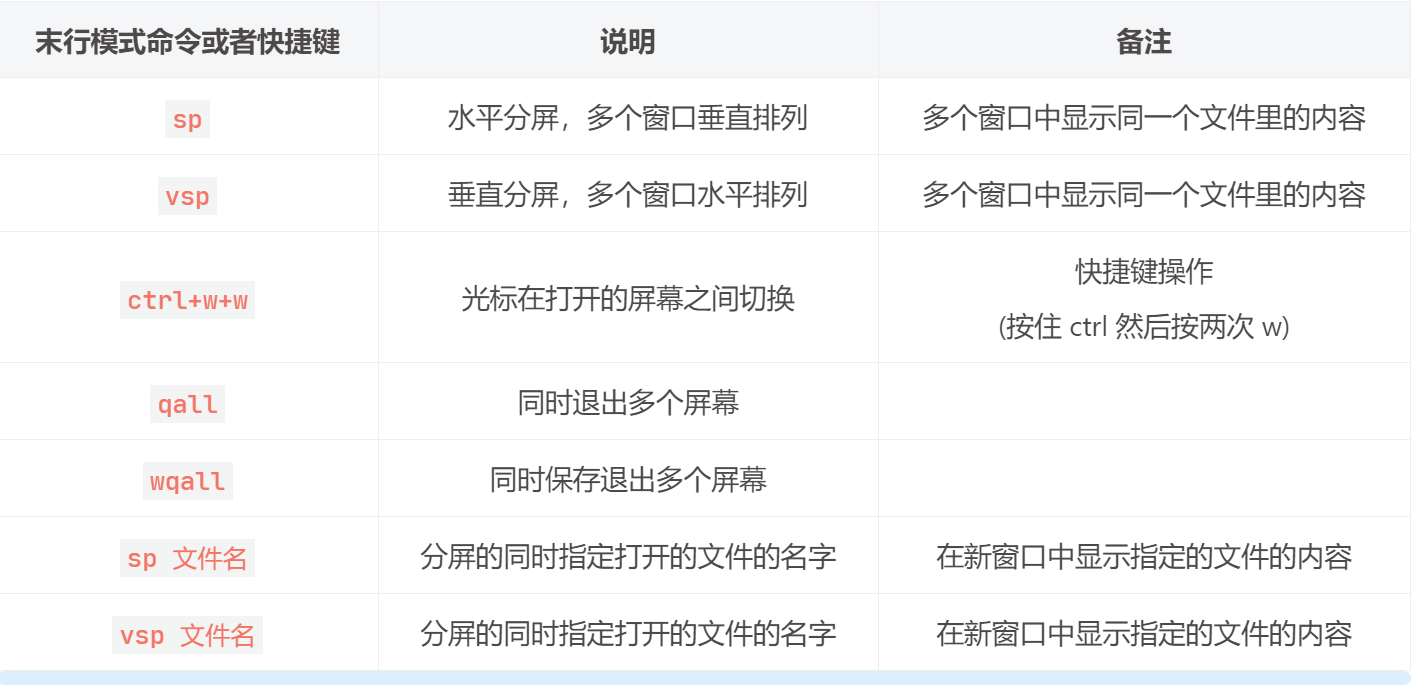 末行模式命令或者快捷键 说明 备注
sp 水平分屏，多个窗口垂直排列 多个窗口中显示同一个文件里的内容
vsp 垂直分屏，多个窗口水平排列 多个窗口中显示同一个文件里的内容
快捷键操作
ctrl+w+w 光标在打开的屏幕之间切换
(按住 ctrl 然后按两次 w)
qall 同时退出多个屏幕
wqall 同时保存退出多个屏幕
sp 文件名 分屏的同时指定打开的文件的名字 在新窗口中显示指定的文件的内容
vsp 文件名 分屏的同时指定打开的文件的名字 在新窗口中显示指定的文件的内容